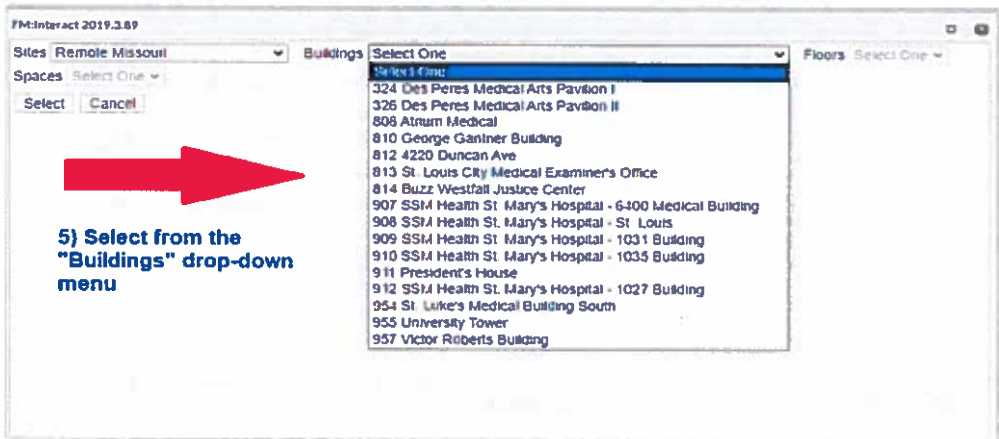 FM:Interact 2019.3.89
Sites Remote Missouri Buildings Select One Floors Select One
Spaces Select One
Select Cancel
Select One
324 Des Peres Medical Arts Pavilion I
326 Des Peres Medical Arts Pavilion II
808 Atrium Medical
810 George Gantner Building
812 4220 Duncan Ave
813 St. Louis City Medical Examiner's Office
814 Buzz Westfall Justice Center
907 SSM Health St. Mary's Hospital - 6400 Medical Building
908 SSM Health St. Mary's Hospital - St. Louis
909 SSM Health St. Mary's Hospital - 1031 Building
910 SSM Health St. Mary's Hospital - 1035 Building
911 President's House
912 SSM Health St. Mary's Hospital - 1027 Building
954 St. Luke's Medical Building South
955 University Tower
957 Victor Roberts Building
5) Select from the
"Buildings" drop-down
menu